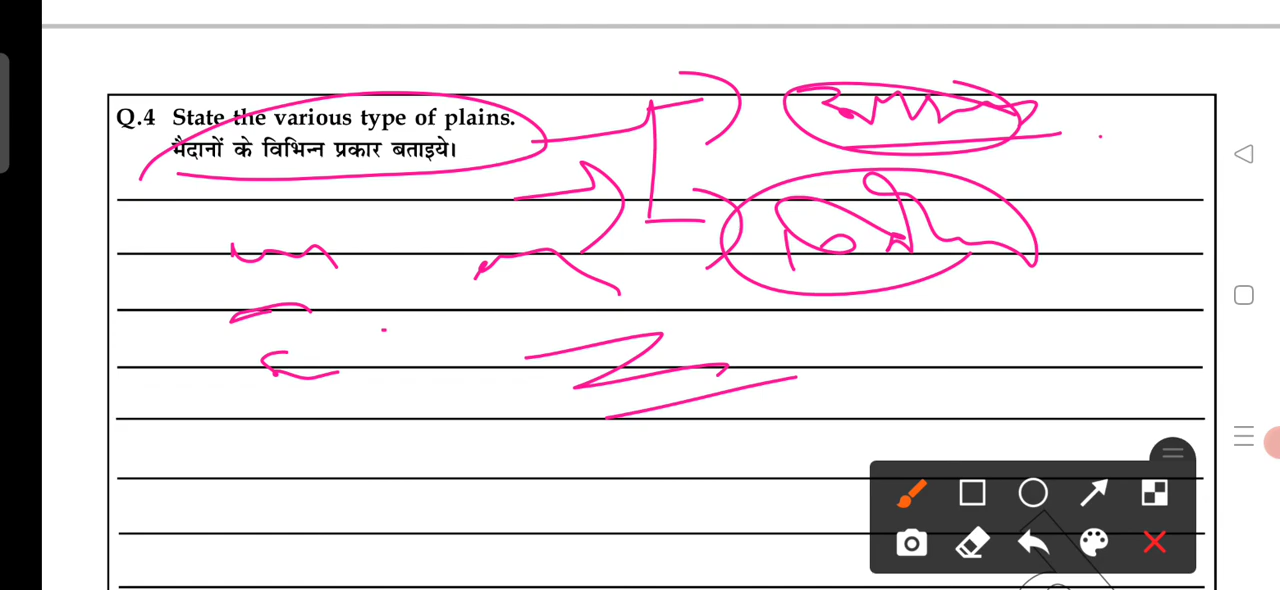 Q.4 State the various type of plains.
मैदानों के विभिन्न प्रकार बताइये।